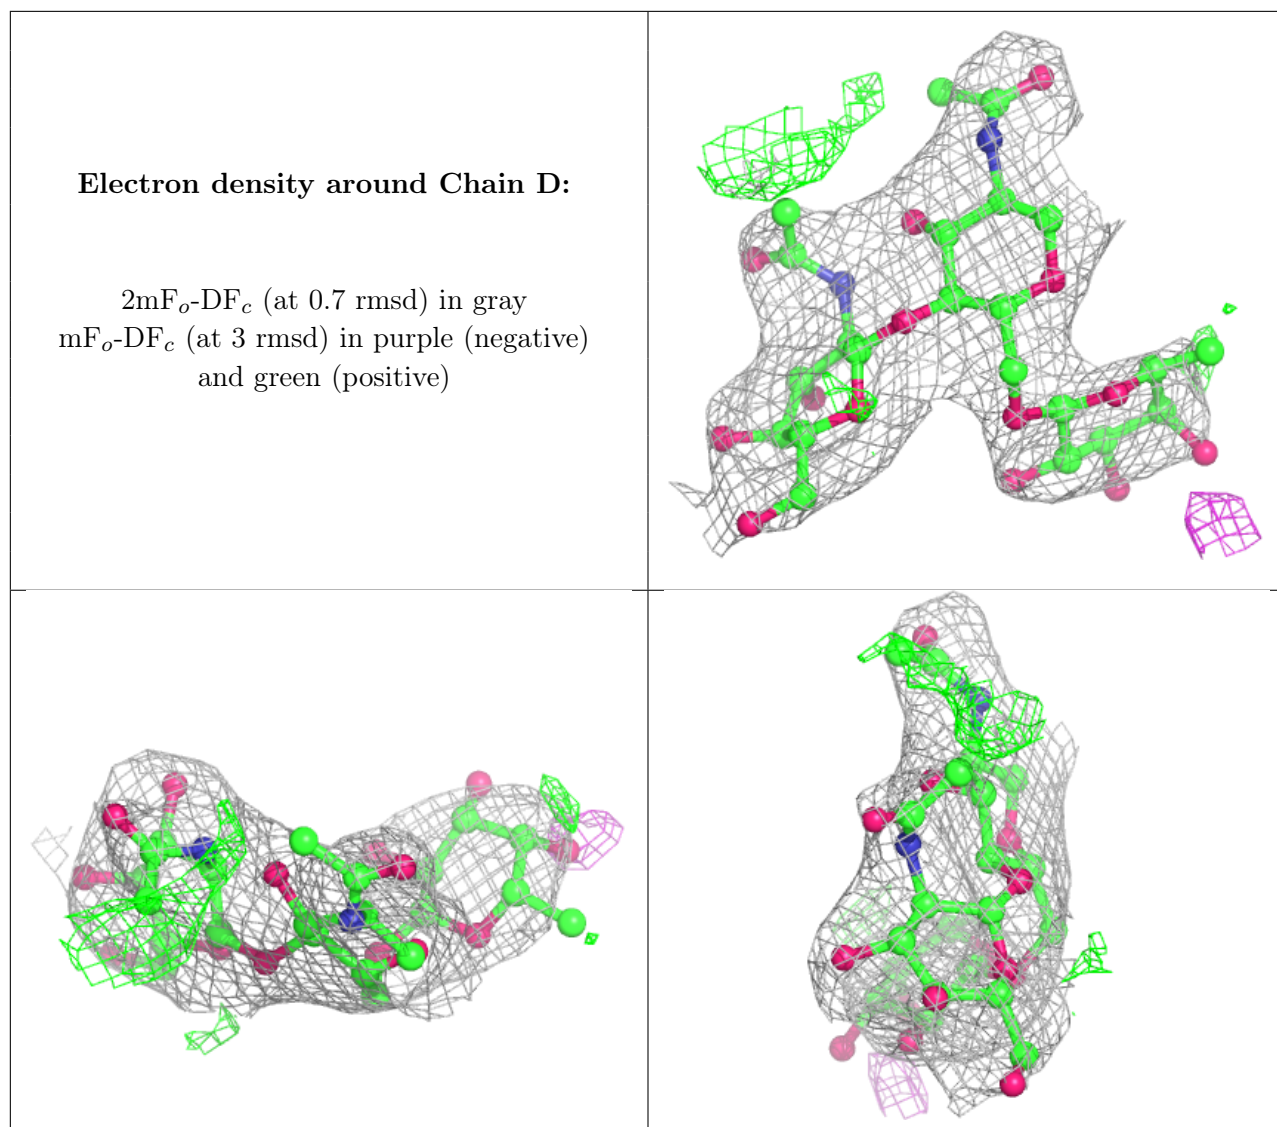 Electron density around Chain D:
2mFₒ-DF𝒸 (at 0.7 rmsd) in gray
mFₒ-DF𝒸 (at 3 rmsd) in purple (negative)
and green (positive)